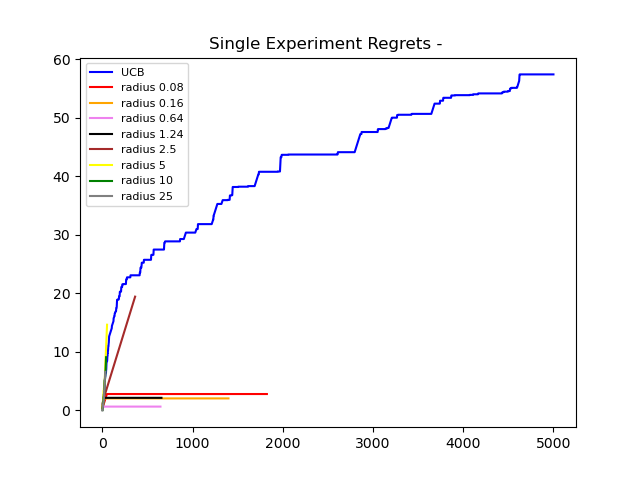 Single Experiment Regrets -
60
50
40
30
20
10
0
UCB
radius 0.08
radius 0.16
radius 0.64
radius 1.24
radius 2.5
radius 5
radius 10
radius 25
0 1000 2000 3000 4000 5000